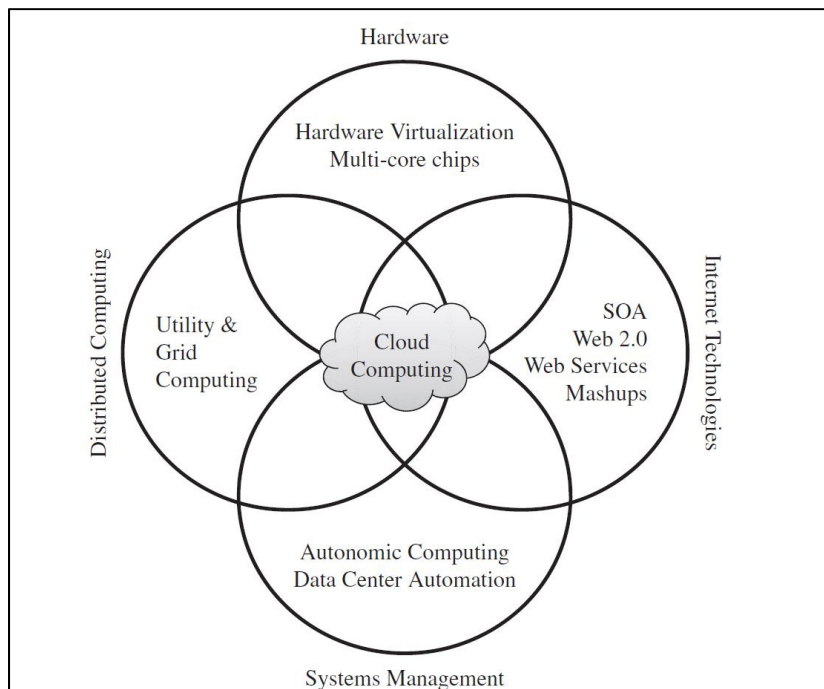 Hardware
Hardware Virtualization
Multi-core chips
Distributed Computing
Utility &
Grid
Computing
Cloud
Computing
SOA
Web 2.0
Web Services
Mashups
Internet Technologies
Autonomic Computing
Data Center Automation
Systems Management